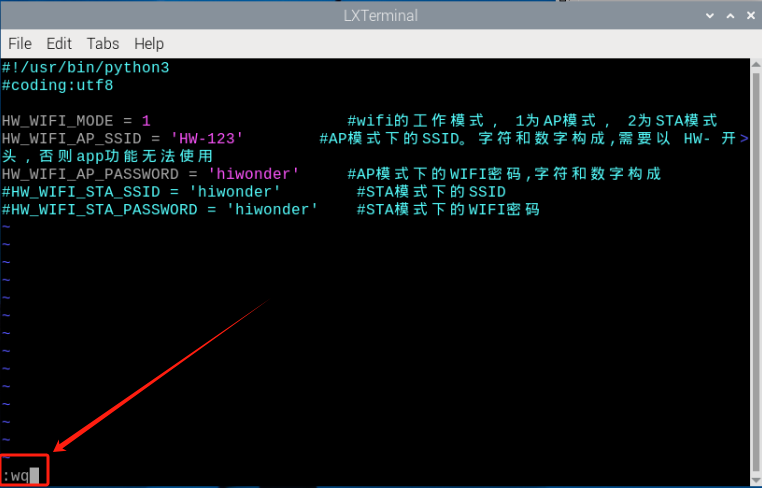 LXTerminal
File Edit Tabs Help
#!/usr/bin/python3
#coding:utf8
HW_WIFI_MODE = 1 #wifi的工作模式, 1为AP模式, 2为STA模式
HW_WIFI_AP_SSID = 'HW-123' #AP模式下的SSID。字符和数字构成,需要以 HW- 开>
头,否则app功能无法使用
HW_WIFI_AP_PASSWORD = 'hiwonder' #AP模式下的WIFI密码,字符和数字构成
#HW_WIFI_STA_SSID = 'hiwonder' #STA模式下的SSID
#HW_WIFI_STA_PASSWORD = 'hiwonder' #STA模式下的WIFI密码
~
~
~
~
~
~
~
~
~
~
~
~
~
~
:wq